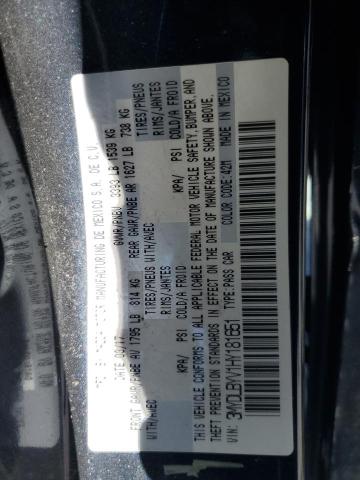 MANUFACTURING DE MEXICO S.A. DE C.V.
DATE: 09/17 GVWR/PNBV 3393 LB 1539 KG
FRONT GAWR/PNBE AV 1795 LB 814 KG REAR GAWR/PNBE AR 1627 LB 738 KG
WITH/AVEC TIRES/PNEUS WITH/AVEC TIRES/PNEUS
RIMS/JANTES RIMS/JANTES
KPA/ PSI COLD/A FROID KPA/ PSI COLD/A FROID
CONFORMS TO ALL APPLICABLE FEDERAL MOTOR VEHICLE SAFETY, BUMPER, AND
THEFT PREVENTION STANDARDS IN EFFECT ON THE DATE OF MANUFACTURE SHOWN ABOVE.
COLOR CODE: 42M MADE IN MEXICO
TYPE: PASS CAR